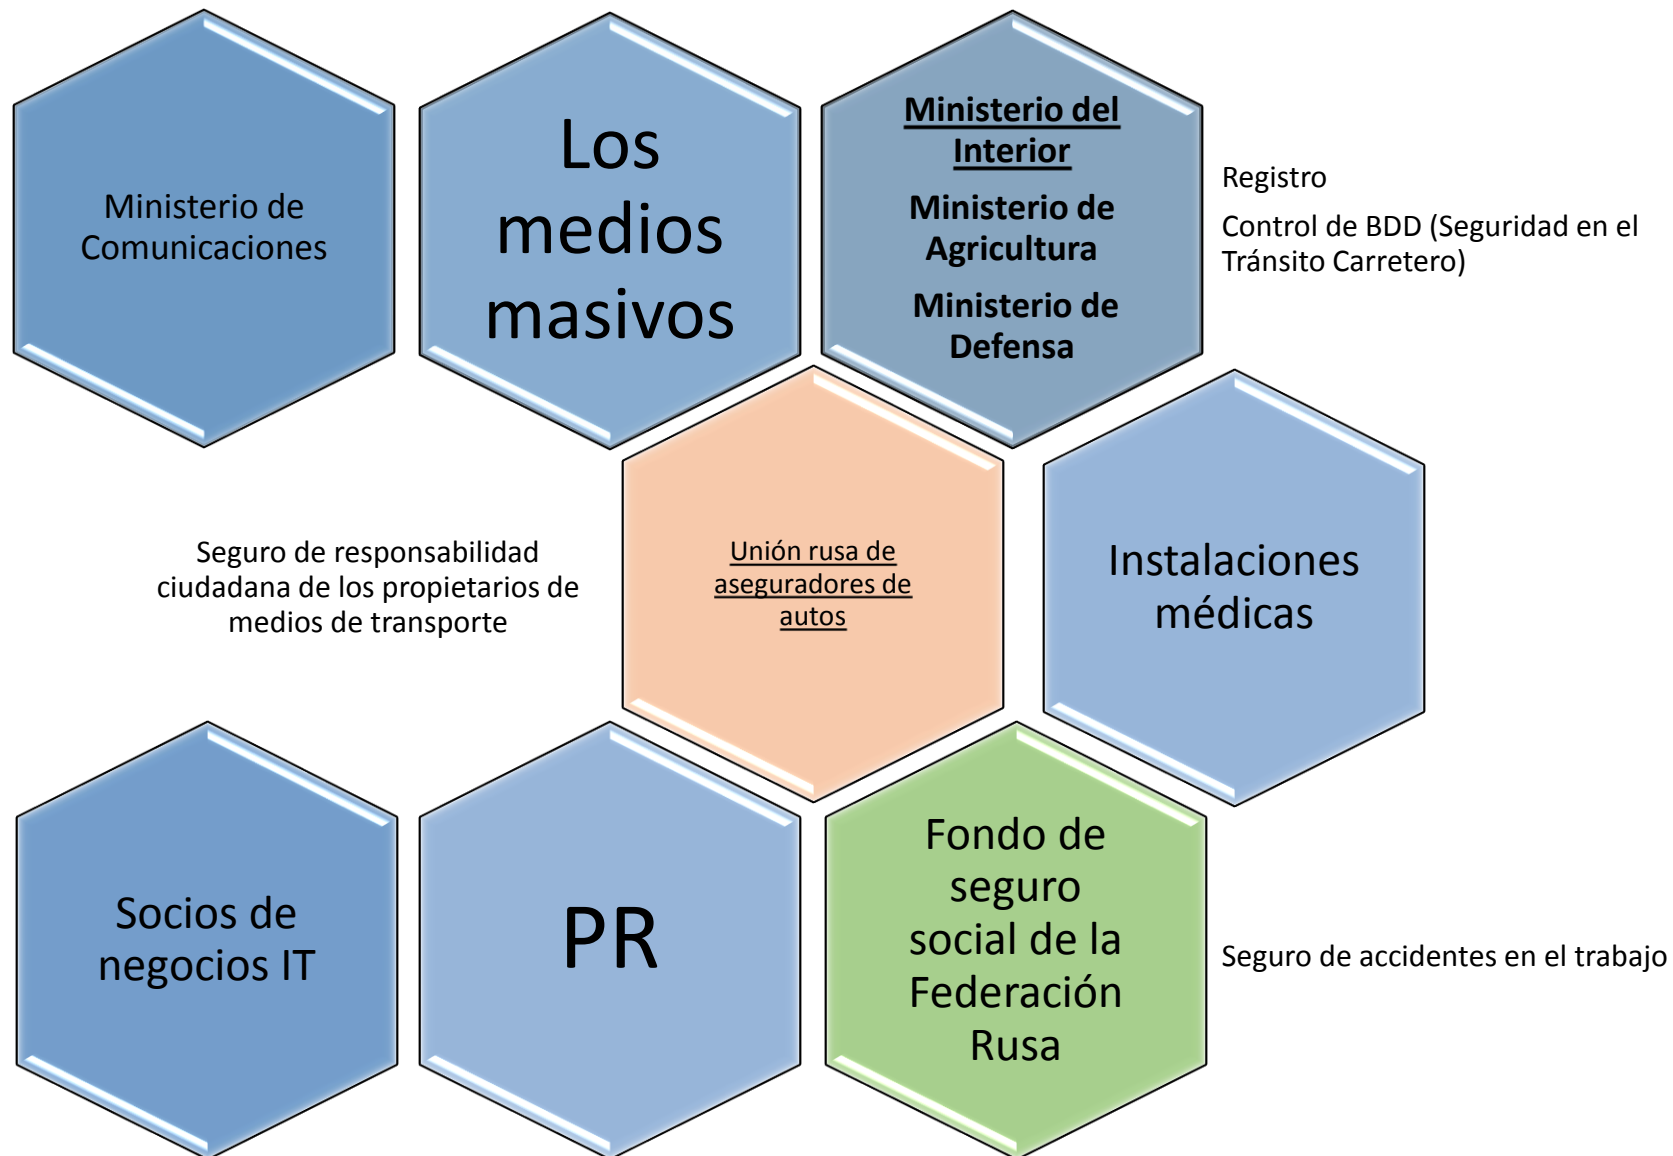 Ministerio de
Comunicaciones
Los
medios
masivos
Ministerio del
Interior
Ministerio de
Agricultura
Ministerio de
Defensa
Registro
Control de BDD (Seguridad en el
Tránsito Carretero)
Seguro de responsabilidad
ciudadana de los propietarios de
medios de transporte
Unión rusa de
aseguradores de
autos
Instalaciones
médicas
Socios de
negocios IT
PR
Fondo de
seguro
social de la
Federación
Rusa
Seguro de accidentes en el trabajo